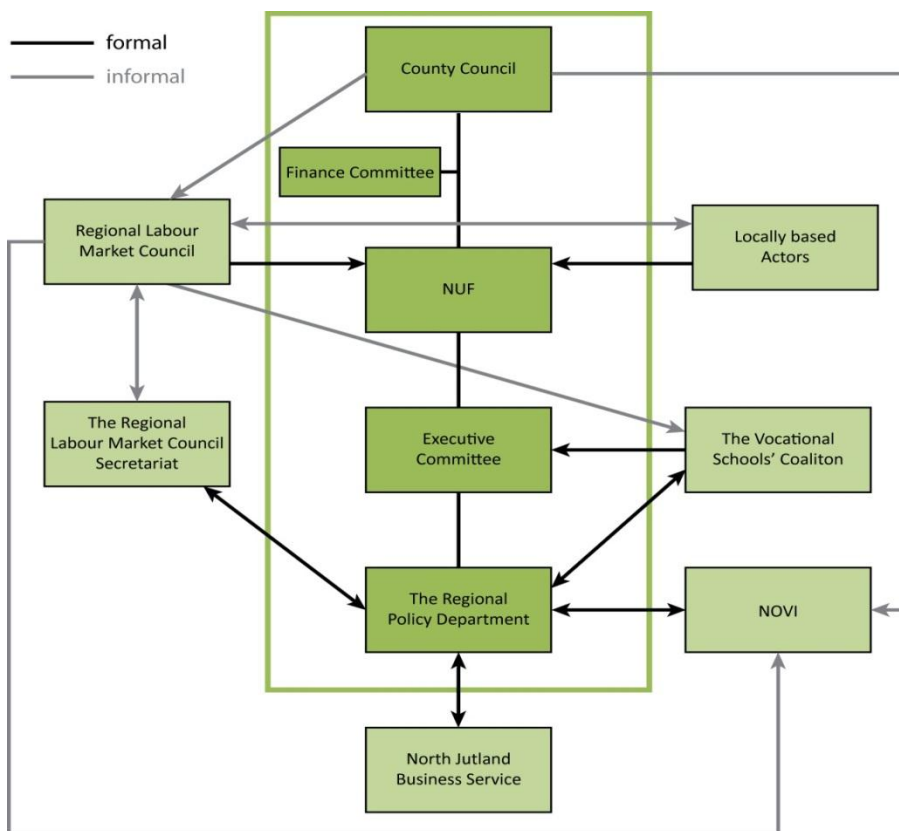 formal
informal
County Council
Finance Committee
Regional Labour
Market Council
NUF
Locally based
Actors
The Regional
Labour Market Council
Secretariat
Executive
Committee
The Vocational
Schools' Coaliton
The Regional
Policy Department
NOVI
North Jutland
Business Service